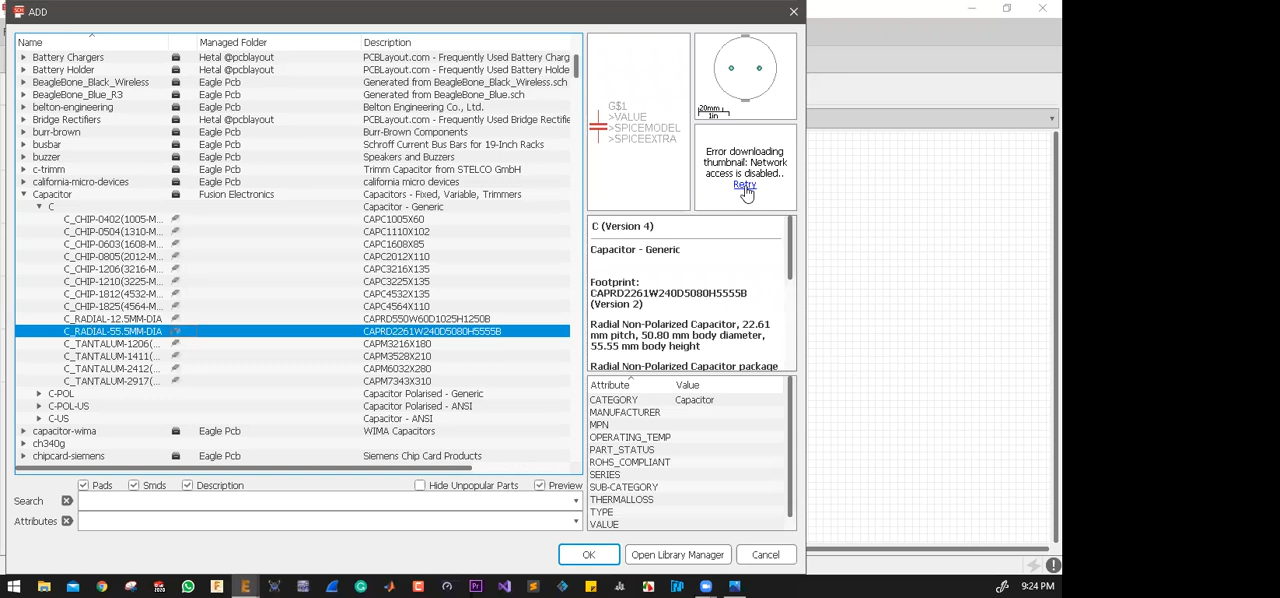 ADD
Name Managed Folder Description
Battery Chargers Hetal @pcblayout PCBLayout.com - Frequently Used Battery Charg
Battery Holder Hetal @pcblayout PCBLayout.com - Frequently Used Battery Holde
BeagleBone_Black_Wireless Eagle Pcb Generated from BeagleBone_Black_Wireless.sch
BeagleBone_Blue_R3 Eagle Pcb Generated from BeagleBone_Blue.sch
belton-engineering Eagle Pcb Belton Engineering Co., Ltd.
Bridge Rectifiers Hetal @pcblayout PCBLayout.com - Frequently Used Bridge Rectifie
burr-brown Eagle Pcb Burr-Brown Components
busbar Eagle Pcb Schroff Current Bus Bars for 19-Inch Racks
buzzer Eagle Pcb Speakers and Buzzers
c-trimm Eagle Pcb Trimm Capacitor from STELCO GmbH
california-micro-devices Eagle Pcb california micro devices
Capacitor Fusion Electronics Capacitors - Fixed, Variable, Trimmers
C Capacitor - Generic
C_CHIP-0402(1005-M... CAPC1005X60
C_CHIP-0504(1310-M... CAPC1110X102
C_CHIP-0603(1608-M... CAPC1608X85
C_CHIP-0805(2012-M... CAPC2012X110
C_CHIP-1206(3216-M... CAPC3216X135
C_CHIP-1210(3225-M... CAPC3225X135
C_CHIP-1812(4532-M... CAPC4532X135
C_CHIP-1825(4564-M... CAPC4564X110
C_RADIAL-12.5MM-DIA CAPRD550W60D1025H1250B
C_RADIAL-55.5MM-DIA CAPRD2261W240D5080H5555B
C_TANTALUM-1206(... CAPM3216X180
C_TANTALUM-1411(... CAPM3528X210
C_TANTALUM-2412(... CAPM6032X280
C_TANTALUM-2917(... CAPM7343X310
C-POL Capacitor Polarised - Generic
C-POL-US Capacitor Polarised - ANSI
C-US Capacitor - ANSI
capacitor-wima Eagle Pcb WIMA Capacitors
ch340g
chipcard-siemens Eagle Pcb Siemens Chip Card Products
Pads Smds Description Hide Unpopular Parts Preview
Search
Attributes
G$1
>VALUE
>SPICEMODEL
>SPICEEXTRA
20mm
1in
Error downloading
thumbnail: Network
access is disabled..
Retry
C (Version 4)
Capacitor - Generic
Footprint:
CAPRD2261W240D5080H5555B
(Version 2)
Radial Non-Polarized Capacitor, 22.61
mm pitch, 50.80 mm body diameter,
55.55 mm body height
Radial Non-Polarized Capacitor package
Attribute Value
CATEGORY Capacitor
MANUFACTURER
MPN
OPERATING_TEMP
PART_STATUS
ROHS_COMPLIANT
SERIES
SUB-CATEGORY
THERMALLOSS
TYPE
VALUE
OK Open Library Manager Cancel
9:24 PM